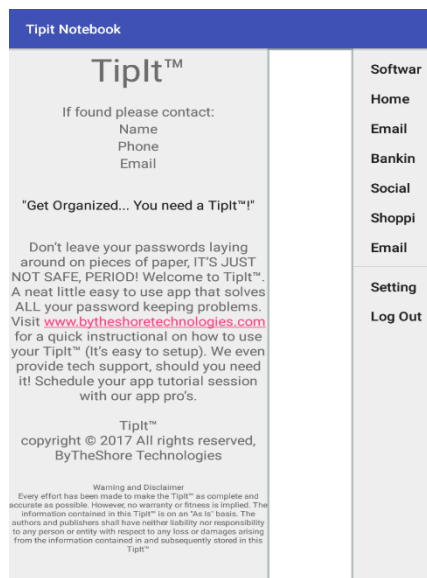 Tipit Notebook
TipIt™
If found please contact:
Name
Phone
Email
"Get Organized... You need a TipIt™!"
Don't leave your passwords laying
around on pieces of paper, IT'S JUST
NOT SAFE, PERIOD! Welcome to TipIt™.
A neat little easy to use app that solves
ALL your password keeping problems.
Visit www.bytheshoretechnologies.com
for a quick instructional on how to use
your TipIt™ (It's easy to setup). We even
provide tech support, should you need
it! Schedule your app tutorial session
with our app pro's.
TipIt™
copyright © 2017 All rights reserved,
ByTheShore Technologies
Warning and Disclaimer
Every effort has been made to make the TipIt™ as complete and
accurate as possible. However, no warranty or fitness is implied. The
information contained in this TipIt™ is on an "As Is" basis. The
authors and publishers shall have neither liability nor responsibility
to any person or entity with respect to any loss or damages arising
from the information contained in and subsequently stored in this
TipIt™
Softwar
Home
Email
Bankin
Social
Shoppi
Email
Setting
Log Out